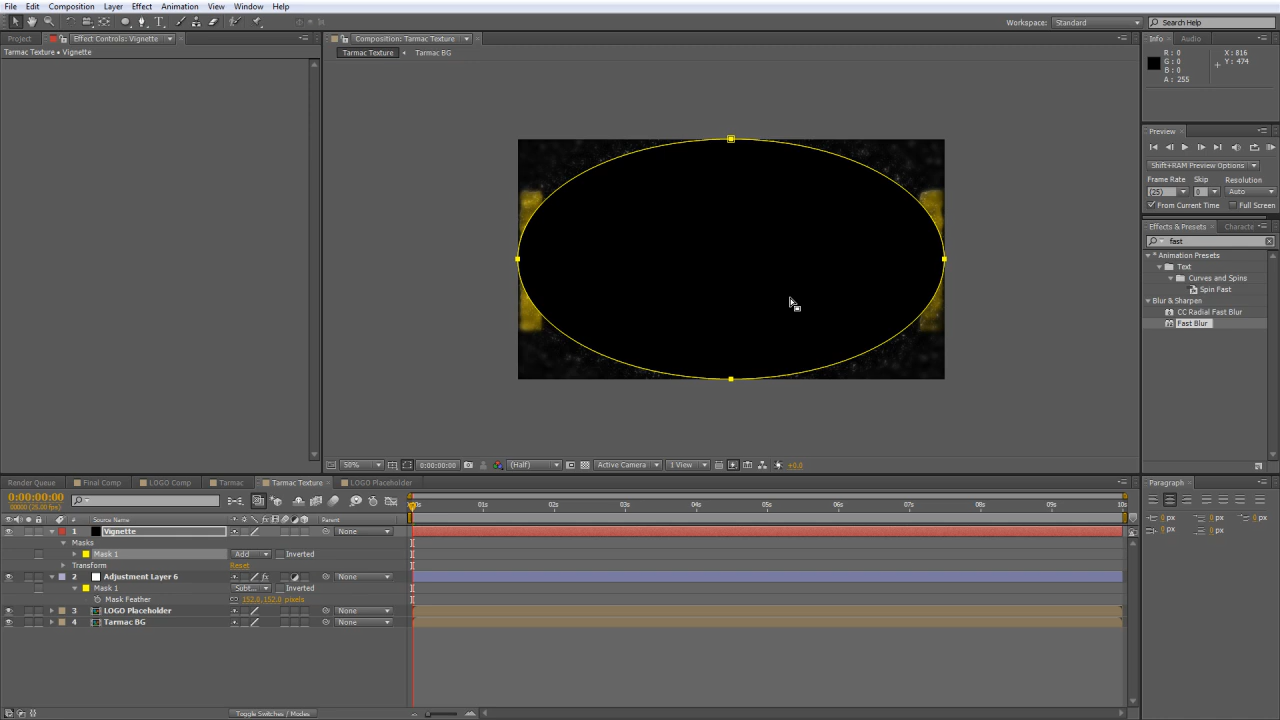 File Edit Composition Layer Effect Animation View Window Help
Workspace: Standard Search Help
Project Effect Controls: Vignette
Composition: Tarmac Texture
Info Audio
Tarmac Texture • Vignette
Tarmac Texture Tarmac BG
R : 0 X : 816
G : 0 Y : 474
B : 0
A : 255
Preview
Shift+RAM Preview Options
Frame Rate Skip Resolution
(25) 0 Auto
From Current Time Full Screen
Effects & Presets Characte
fast
* Animation Presets
Text
Curves and Spins
Spin Fast
Blur & Sharpen
CC Radial Fast Blur
Fast Blur
50% 0:00:00:00 (Half) Active Camera 1 View +0.0
Render Queue Final Comp LOGO Comp Tarmac Tarmac Texture LOGO Placeholder
Paragraph
0:00:00:00
00000 (25.00 fps)
01s 02s 03s 04s 05s 06s 07s 08s 09s 10s
# Source Name Parent
1 Vignette None
Masks
Mask 1 Add Inverted
Transform Reset
2 Adjustment Layer 6 None
Mask 1 Subt... Inverted
Mask Feather 152.0,152.0 pixels
3 LOGO Placeholder None
4 Tarmac BG None
0 px 0 px 0 px
0 px 0 px
Toggle Switches / Modes